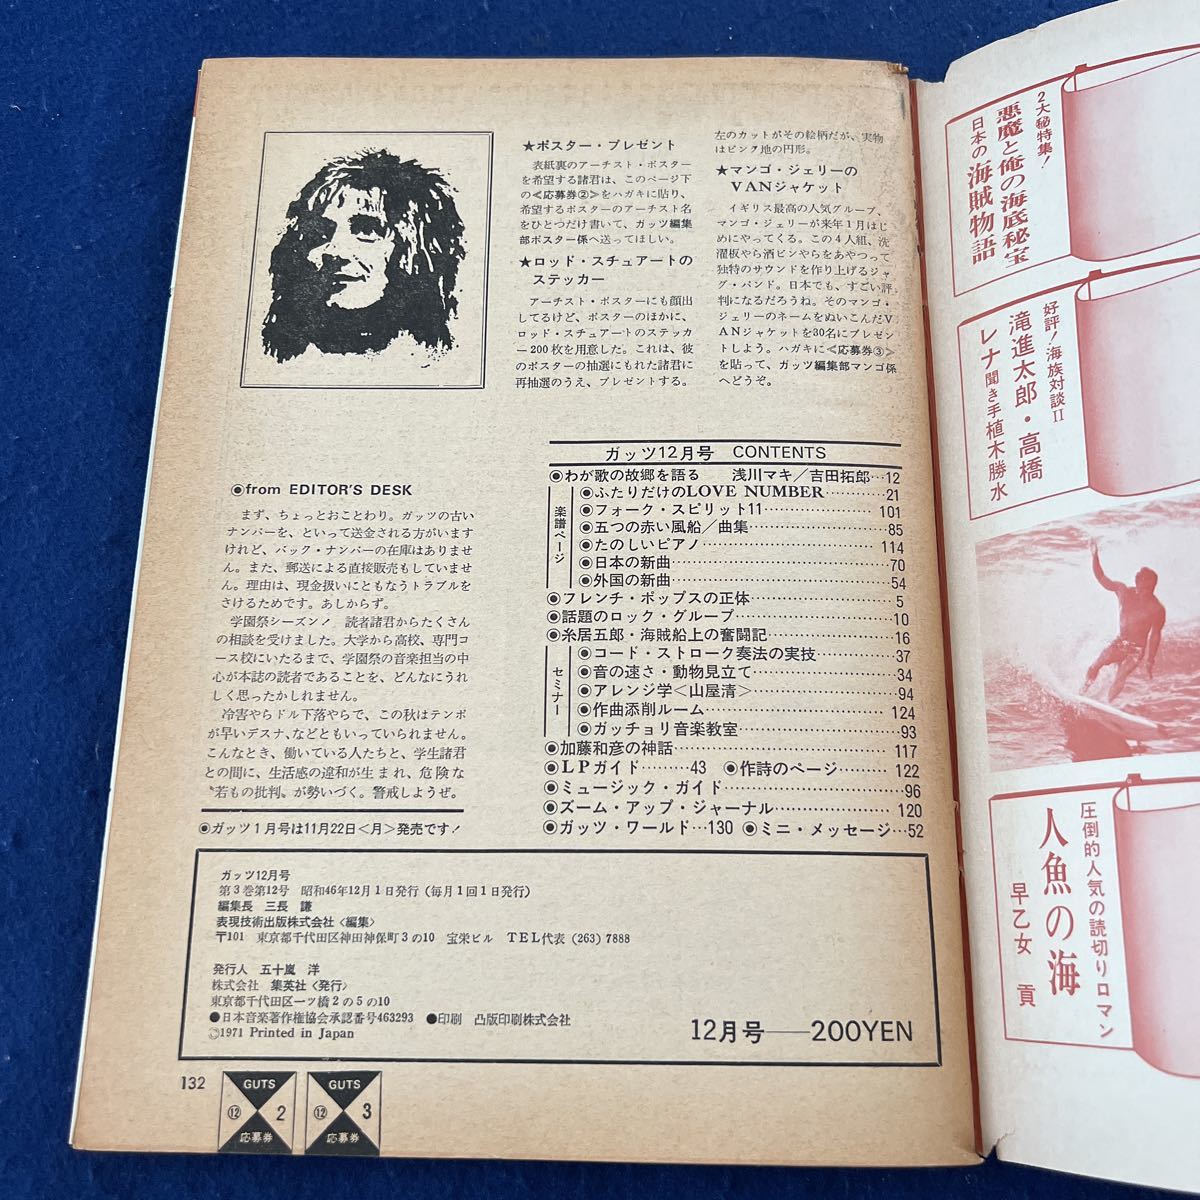 ★ポスター・プレゼント
表紙裏のアーチスト・ポスター
を希望する諸君は、このページ下
の≪応募券②≫をハガキに貼り、
希望するポスターのアーチスト名
をひとつだけ書いて、ガッツ編集
部ポスター係へ送ってほしい。
★ロッド・スチュアートの
ステッカー
アーチスト・ポスターにも顔出
してるけど、ポスターのほかに、
ロッド・スチュアートのステッカ
ー200枚を用意した。これは、彼
のポスターの抽選にもれた諸君に
再抽選のうえ、プレゼントする。
左のカットがその絵柄だが、実物
はピンク地の円形。
★マンゴ・ジェリーの
VANジャケット
イギリス最高の人気グループ、
マンゴ・ジェリーが来年1月はじ
めにやってくる。この4人組、洗
濯板やら酒ビンやらをあやつって
独特のサウンドを作り上げるジャ
グ・バンド。日本でも、すごい評
判になるだろうね。そのマンゴ・
ジェリーのネームをぬいこんだV
ANジャケットを30名にプレゼン
トしよう。ハガキに≪応募券③≫
を貼って、ガッツ編集部マンゴ係
へどうぞ。
◉from EDITOR'S DESK
まず、ちょっとおことわり。ガッツの古い
ナンバーを、といって送金される方がいます
けれど、バック・ナンバーの在庫はありませ
ん。また、郵送による直接販売もしていませ
ん。理由は、現金扱いにともなうトラブルを
さけるためです。あしからず。
学園祭シーズン！ 読者諸君からたくさん
の相談を受けました。大学から高校、専門コ
ース校にいたるまで、学園祭の音楽担当の中
心が本誌の読者であることを、どんなにうれ
しく思ったかしれません。
冷害やらドル下落やらで、この秋はテンポ
が早いデスナ、などともいっていられません。
こんなとき、働いている人たちと、学生諸君
との間に、生活感の違和が生まれ、危険な
〝若もの批判〟が勢いづく。警戒しようぜ。
◉ガッツ1月号は11月22日<月>発売です！
ガッツ12月号 CONTENTS
◉わが歌の故郷を語る 浅川マキ／吉田拓郎…12
楽譜ページ
◉ふたりだけのLOVE NUMBER……21
◉フォーク・スピリット11……101
◉五つの赤い風船／曲集……85
◉たのしいピアノ……114
◉日本の新曲……70
◉外国の新曲……54
◉フレンチ・ポップスの正体……5
◉話題のロック・グループ……10
◉糸居五郎・海賊船上の奮闘記……16
セミナー
◉コード・ストローク奏法の実技……37
◉音の速さ・動物見立て……34
◉アレンジ学<山屋清>……94
◉作曲添削ルーム……124
◉ガッチョリ音楽教室……93
◉加藤和彦の神話……117
◉LPガイド………43 ◉作詩のページ………122
◉ミュージック・ガイド……96
◉ズーム・アップ・ジャーナル……120
◉ガッツ・ワールド…130 ◉ミニ・メッセージ…52
ガッツ12月号
第3巻第12号 昭和46年12月1日発行（毎月1回1日発行）
編集長 三長 謙
表現技術出版株式会社〈編集〉
〒101 東京都千代田区神田神保町3の10 宝栄ビル TEL代表（263）7888
発行人 五十嵐 洋
株式会社 集英社〈発行〉
東京都千代田区一ツ橋2の5の10
●日本音楽著作権協会承認番号463293 ●印刷 凸版印刷株式会社
©1971 Printed in Japan
12月号——200YEN
132
GUTS
⑫ 2
応募券
GUTS
⑫ 3
応募券
2大秘特集！
悪魔と俺の海底秘宝
日本の海賊物語
好評！海族対談II
滝進太郎・高橋
レナ 聞き手植木勝水
圧倒的人気の読切りロマン
人魚の海
早乙女 貢